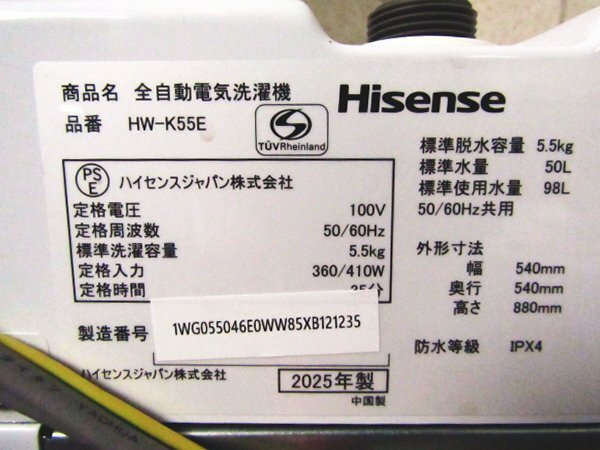 商品名 全自動電気洗濯機
品番 HW-K55E
TÜVRheinland
Hisense
PS
E
ハイセンスジャパン株式会社
定格電圧 100V
定格周波数 50/60Hz
標準洗濯容量 5.5kg
定格入力 360/410W
定格時間 35分
製造番号
1WG055046E0WW85XB121235
ハイセンスジャパン株式会社
2025年製
中国製
標準脱水容量 5.5kg
標準水量 50L
標準使用水量 98L
50/60Hz共用
外形寸法
幅 540mm
奥行 540mm
高さ 880mm
防水等級 IPX4